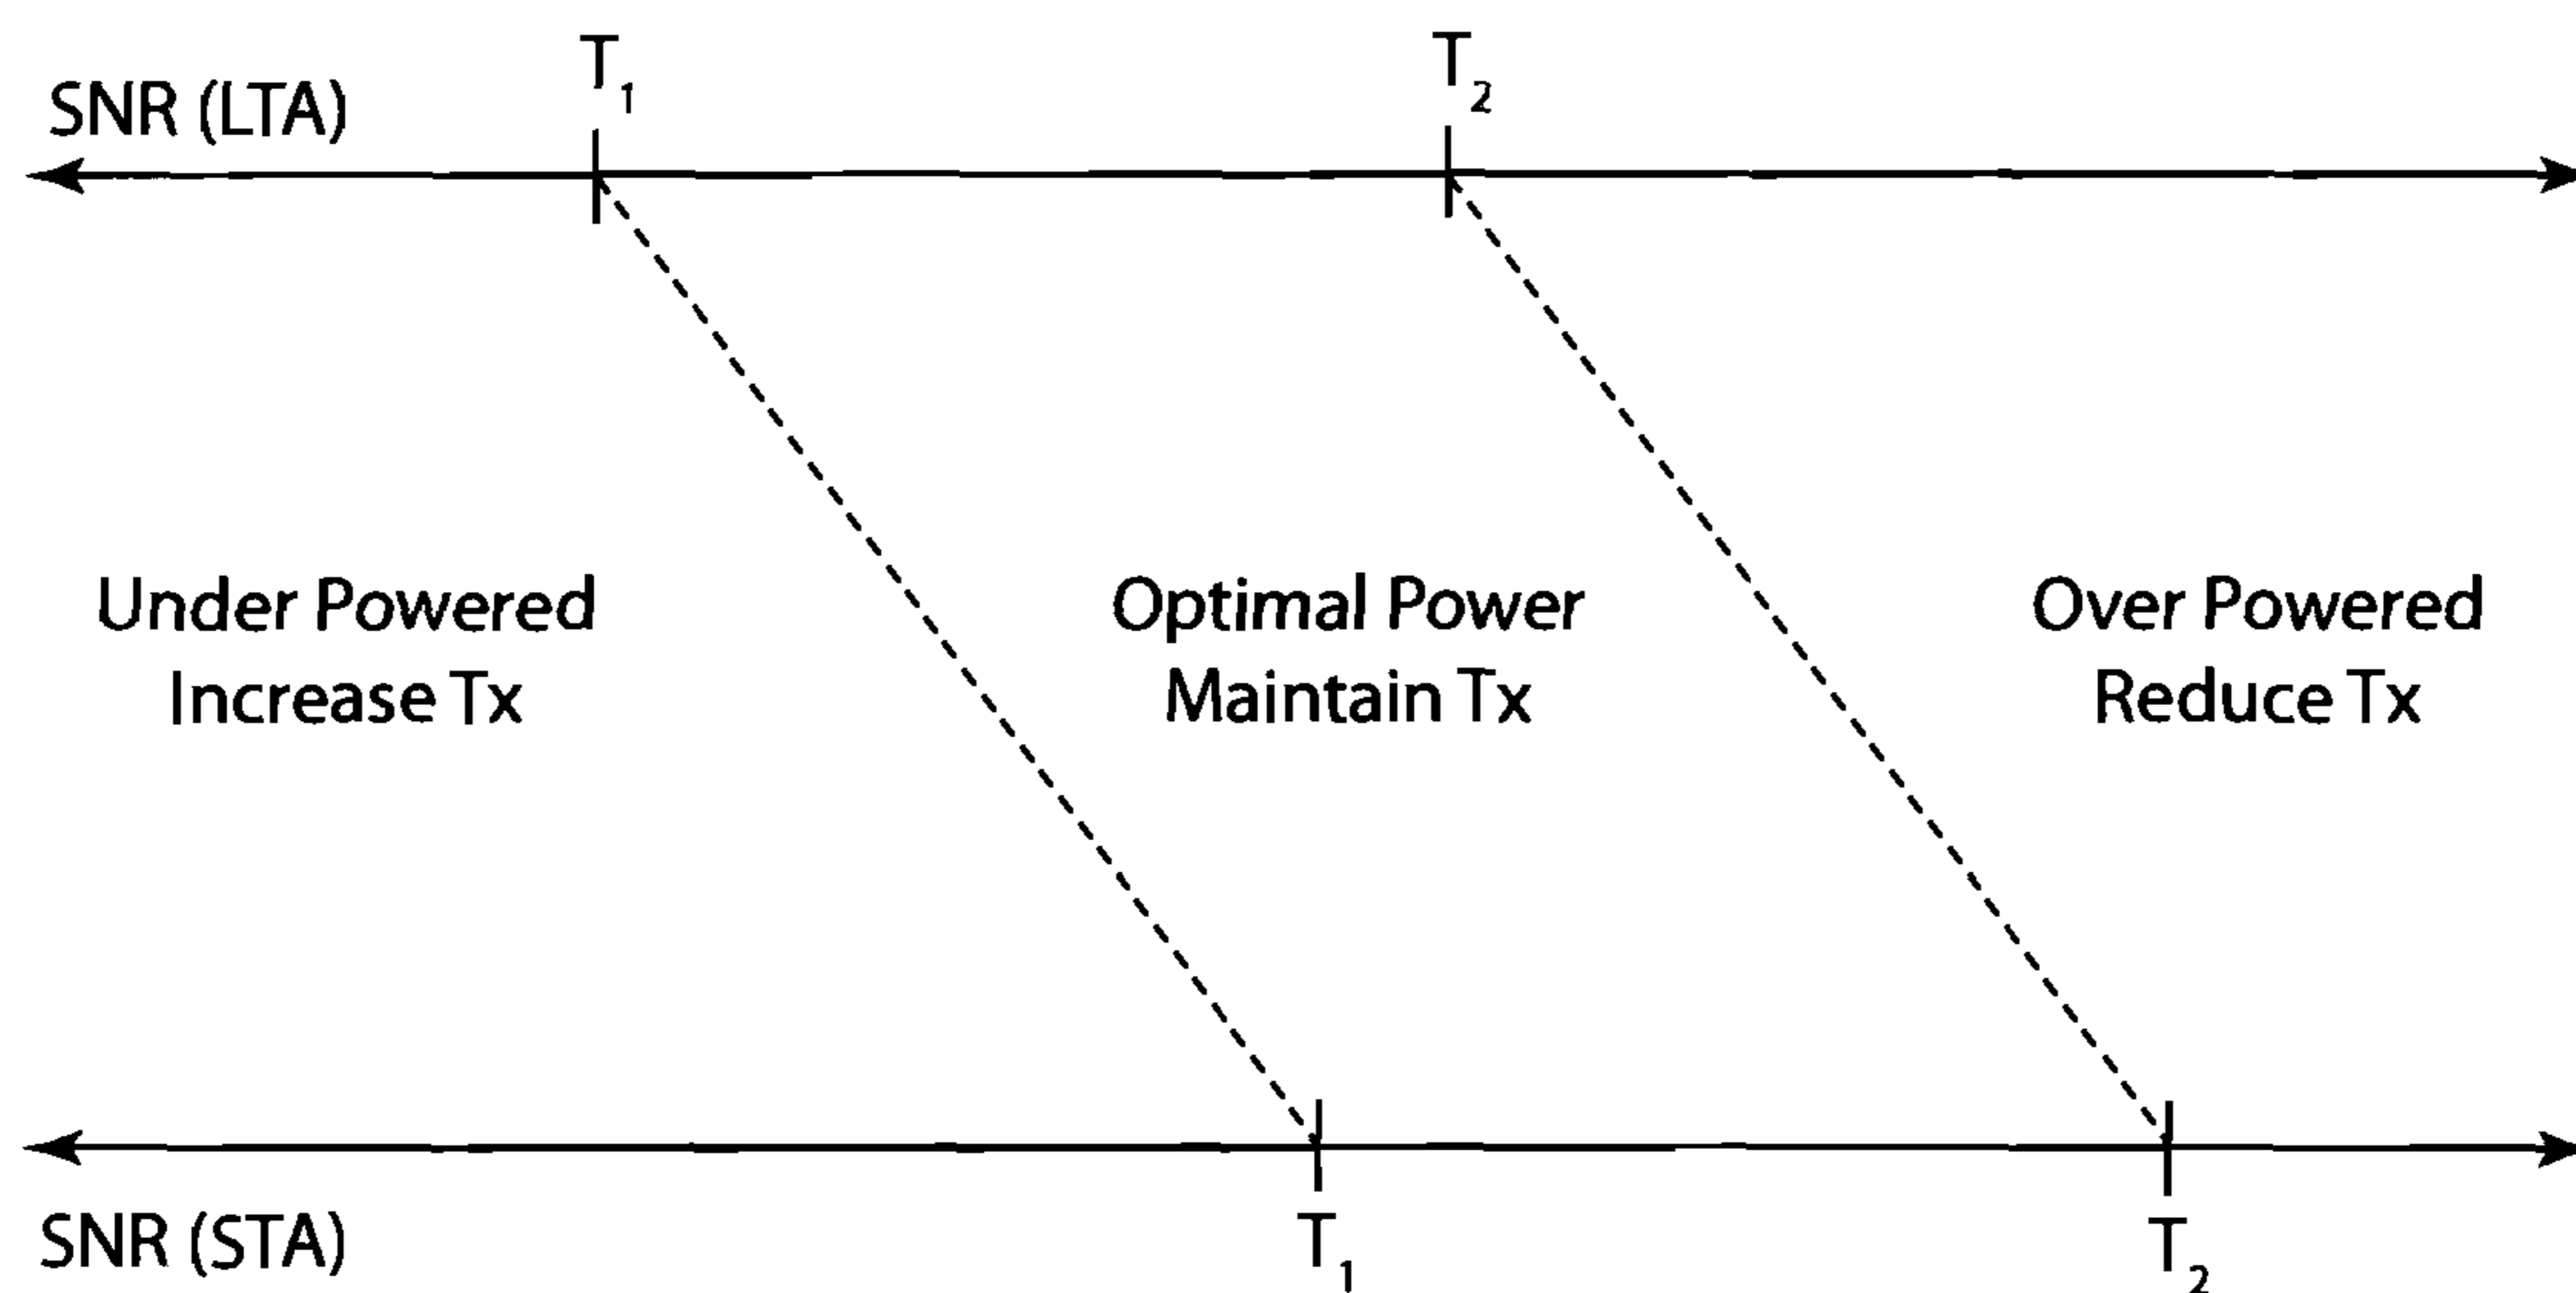 T1
T2
SNR (LTA)
Under Powered
Increase Tx
Optimal Power
Maintain Tx
Over Powered
Reduce Tx
SNR (STA)
T1
T2